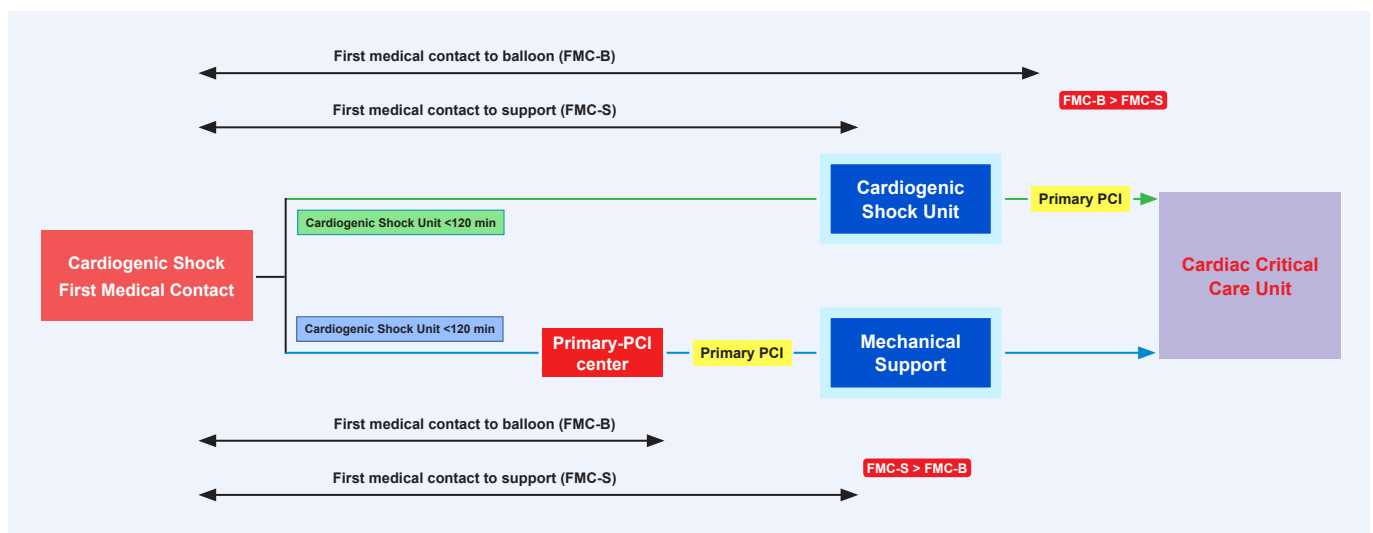 First medical contact to balloon (FMC-B)
FMC-B > FMC-S
First medical contact to support (FMC-S)
Cardiogenic
Shock Unit
Primary PCI
Cardiogenic Shock Unit <120 min
Cardiogenic Shock
First Medical Contact
Cardiac Critical
Care Unit
Cardiogenic Shock Unit <120 min
Primary-PCI
center
Primary PCI
Mechanical
Support
First medical contact to balloon (FMC-B)
FMC-S > FMC-B
First medical contact to support (FMC-S)